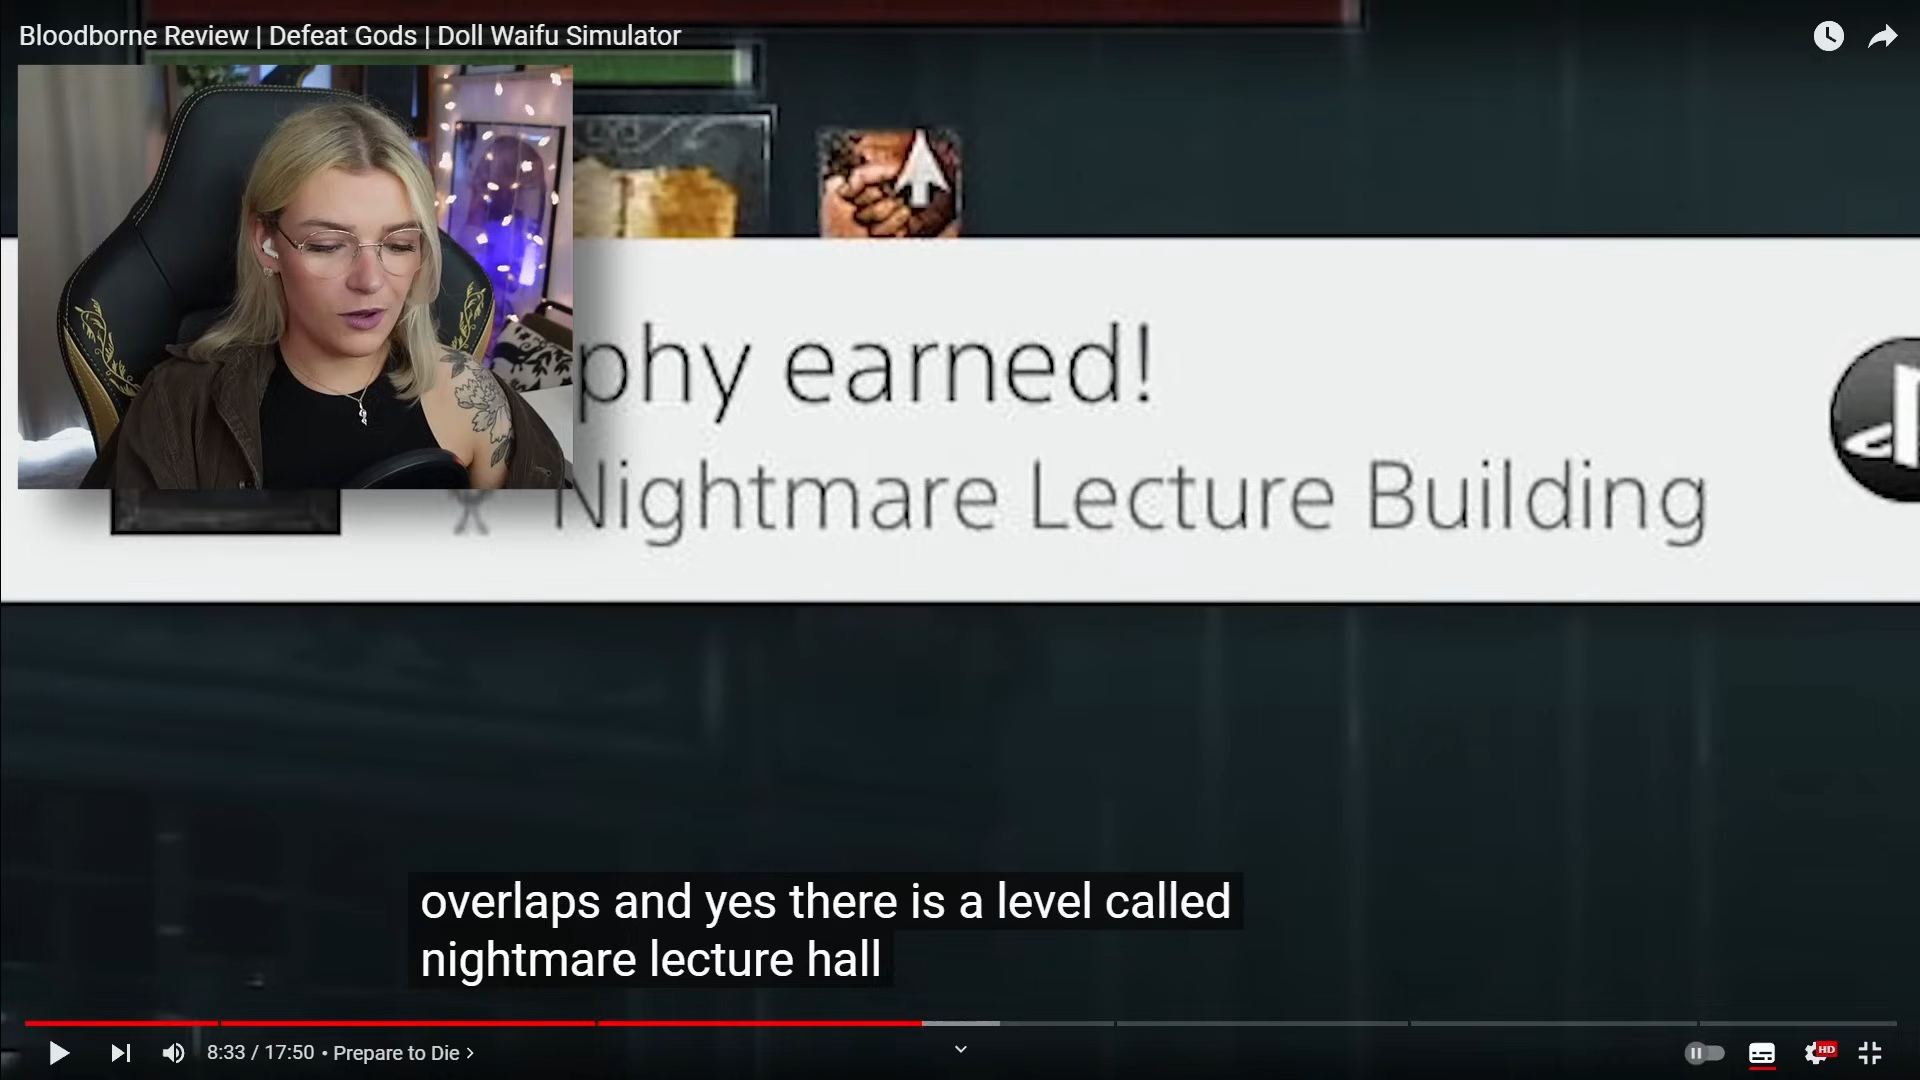 Bloodborne Review | Defeat Gods | Doll Waifu Simulator
phy earned!
Nightmare Lecture Building
overlaps and yes there is a level called
nightmare lecture hall
8:33 / 17:50 • Prepare to Die >
HD